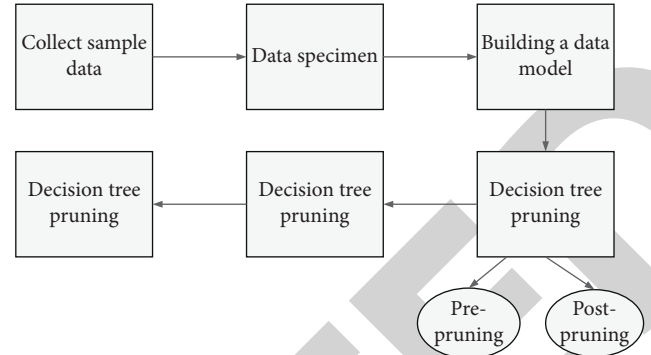 Collect sample
data
Data specimen
Building a data
model
Decision tree
pruning
Decision tree
pruning
Decision tree
pruning
Pre-
pruning
Post-
pruning